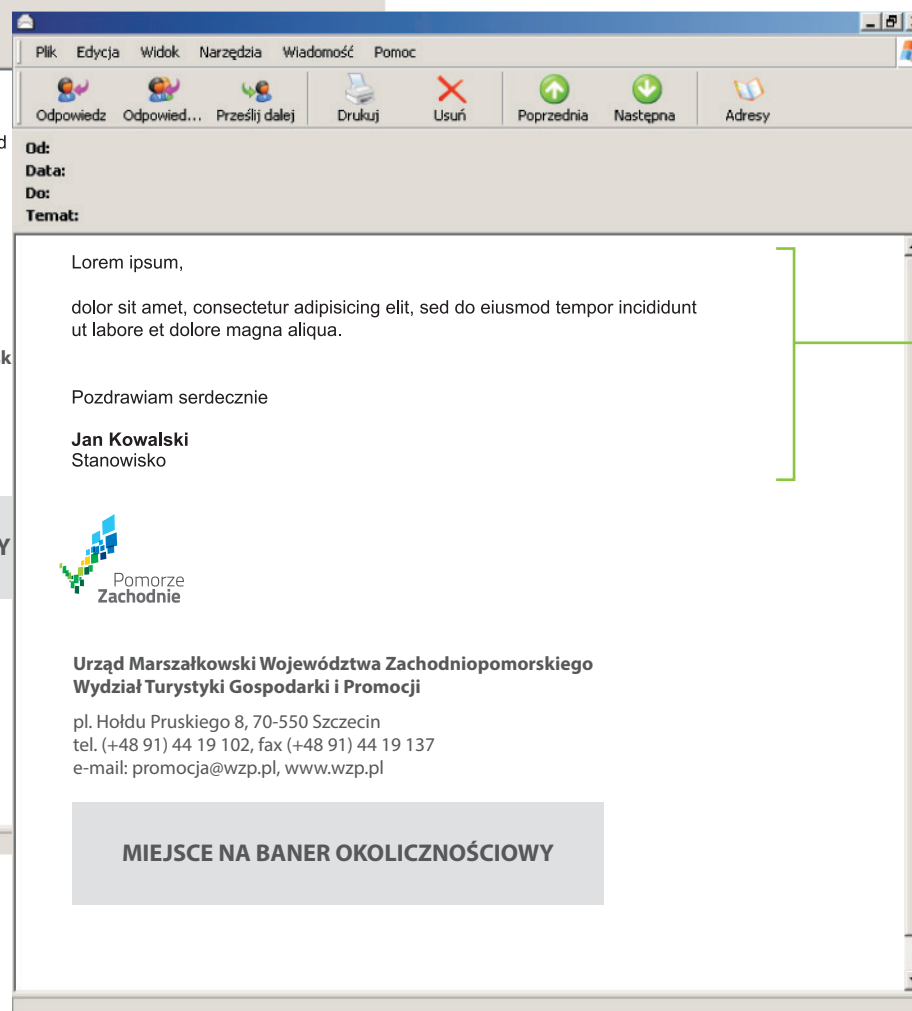 Plik Edycja Widok Narzędzia Wiadomość Pomoc
Odpowiedz Odpowied... Prześlij dalej Drukuj Usuń Poprzednia Następna Adresy
Od:
Data:
Do:
Temat:
Lorem ipsum,
dolor sit amet, consectetur adipisicing elit, sed do eiusmod tempor incididunt
ut labore et dolore magna aliqua.
Pozdrawiam serdecznie
Jan Kowalski
Stanowisko
Pomorze
Zachodnie
Urząd Marszałkowski Województwa Zachodniopomorskiego
Wydział Turystyki Gospodarki i Promocji
pl. Hołdu Pruskiego 8, 70-550 Szczecin
tel. (+48 91) 44 19 102, fax (+48 91) 44 19 137
e-mail: promocja@wzp.pl, www.wzp.pl
MIEJSCE NA BANER OKOLICZNOŚCIOWY